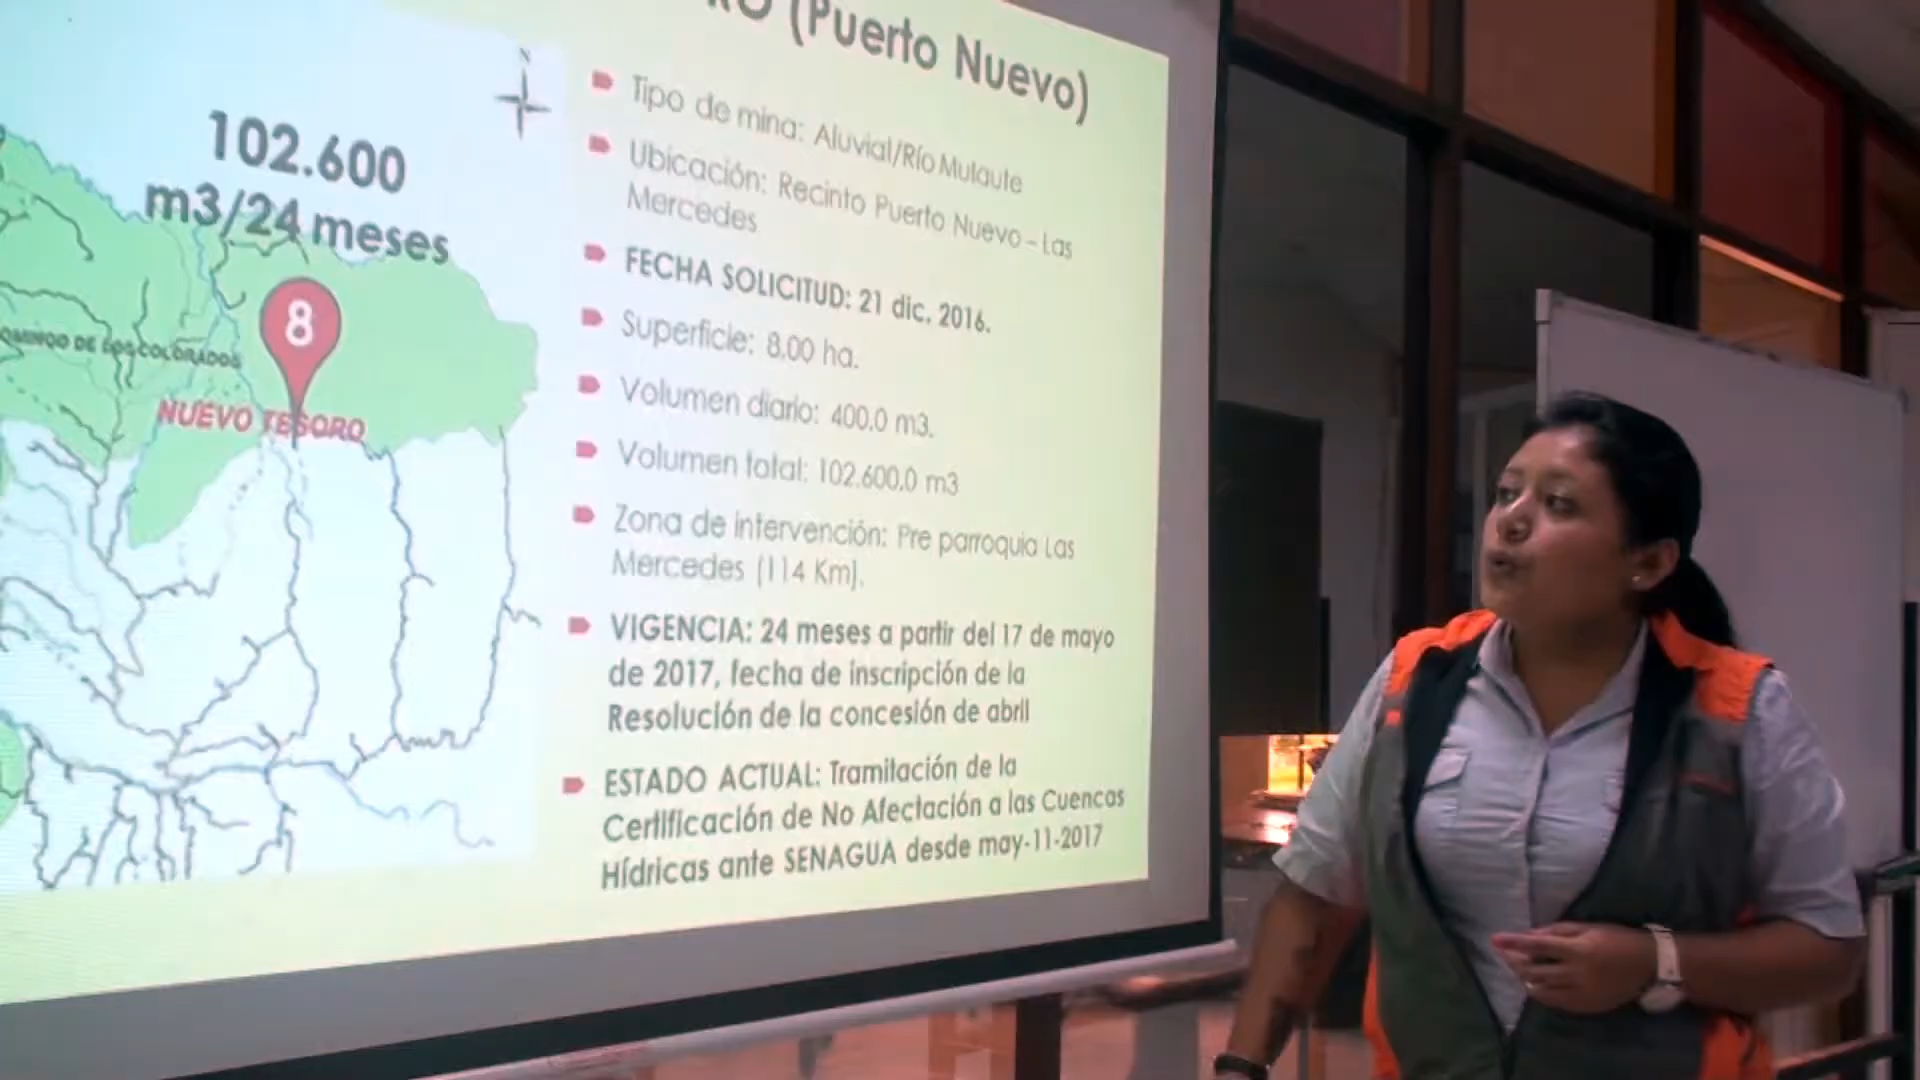 (Puerto Nuevo)
N
102.600
m3/24 meses
8
DE LOS COLORADOS
NUEVO TESORO
Tipo de mina: Aluvial/Río Mulaute
Ubicación: Recinto Puerto Nuevo – Las
Mercedes
FECHA SOLICITUD: 21 dic. 2016.
Superficie: 8.00 ha.
Volumen diario: 400.0 m3.
Volumen total: 102.600.0 m3
Zona de intervención: Pre parroquia Las
Mercedes (114 Km).
VIGENCIA: 24 meses a partir del 17 de mayo
de 2017, fecha de inscripción de la
Resolución de la concesión de abril
ESTADO ACTUAL: Tramitación de la
Certificación de No Afectación a las Cuencas
Hídricas ante SENAGUA desde may-11-2017